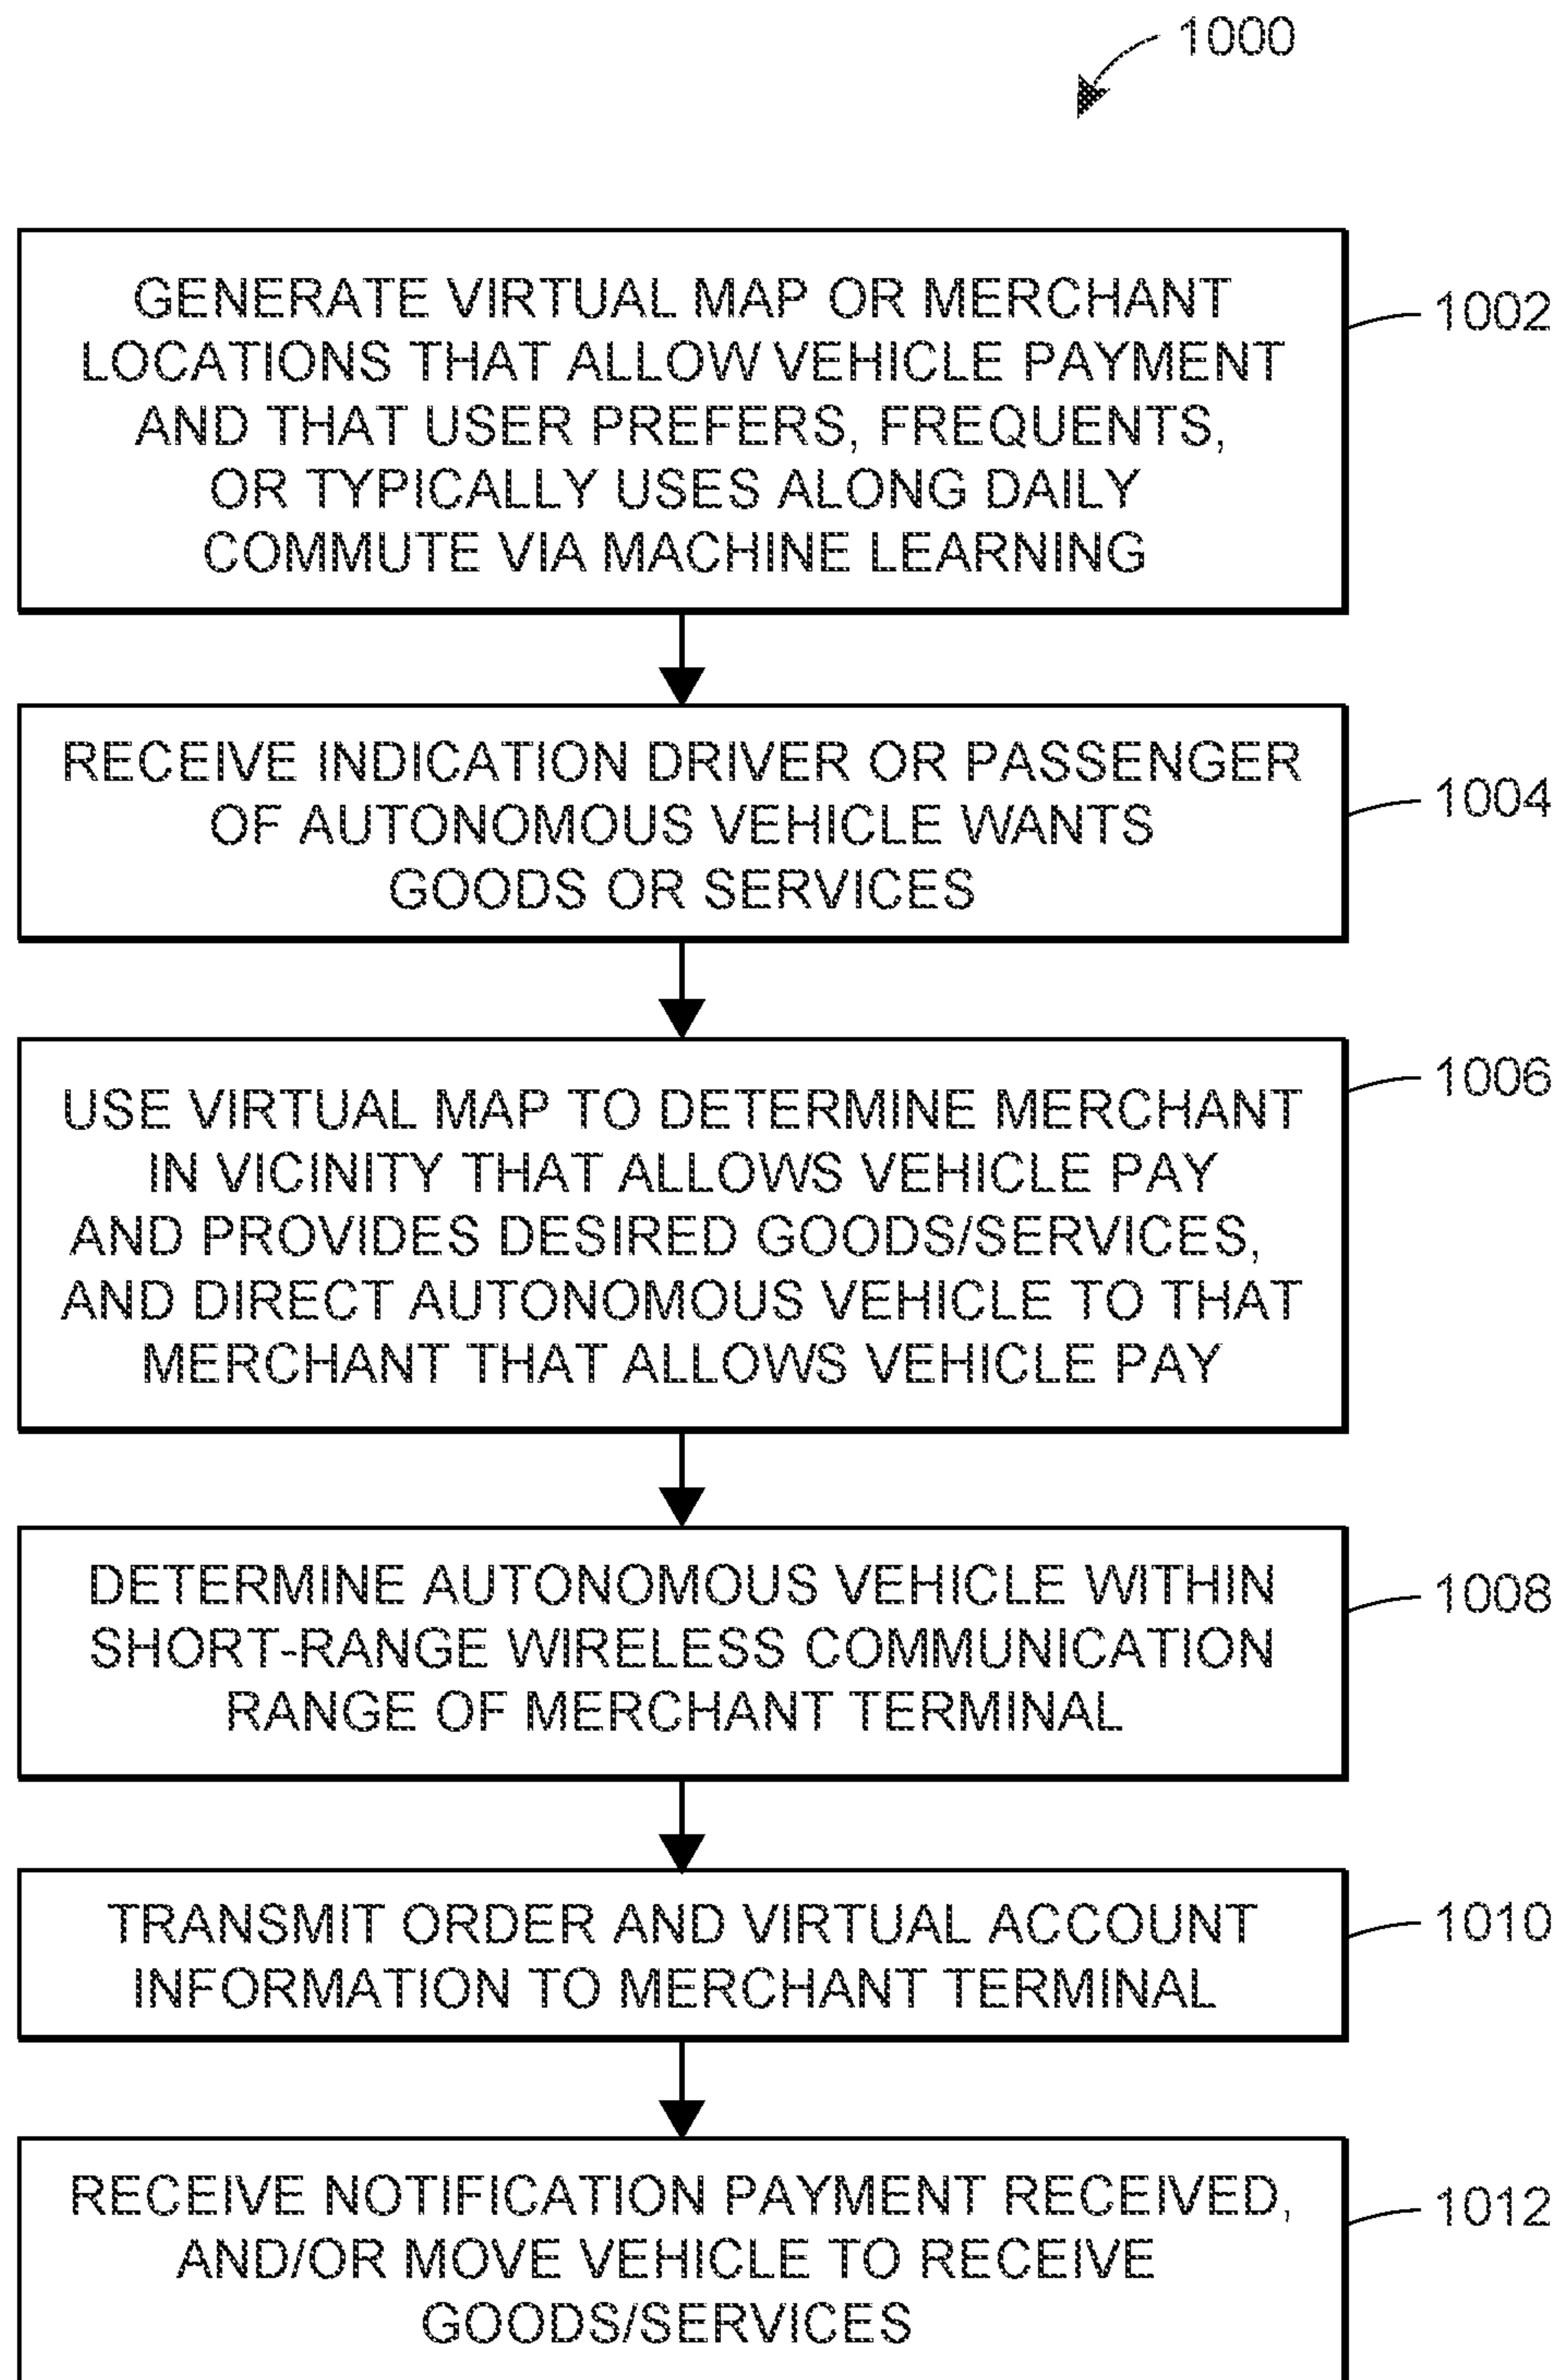 1000
GENERATE VIRTUAL MAP OR MERCHANT
LOCATIONS THAT ALLOW VEHICLE PAYMENT
AND THAT USER PREFERS, FREQUENTS,
OR TYPICALLY USES ALONG DAILY
COMMUTE VIA MACHINE LEARNING
1002
RECEIVE INDICATION DRIVER OR PASSENGER
OF AUTONOMOUS VEHICLE WANTS
GOODS OR SERVICES
1004
USE VIRTUAL MAP TO DETERMINE MERCHANT
IN VICINITY THAT ALLOWS VEHICLE PAY
AND PROVIDES DESIRED GOODS/SERVICES,
AND DIRECT AUTONOMOUS VEHICLE TO THAT
MERCHANT THAT ALLOWS VEHICLE PAY
1006
DETERMINE AUTONOMOUS VEHICLE WITHIN
SHORT-RANGE WIRELESS COMMUNICATION
RANGE OF MERCHANT TERMINAL
1008
TRANSMIT ORDER AND VIRTUAL ACCOUNT
INFORMATION TO MERCHANT TERMINAL
1010
RECEIVE NOTIFICATION PAYMENT RECEIVED,
AND/OR MOVE VEHICLE TO RECEIVE
GOODS/SERVICES
1012